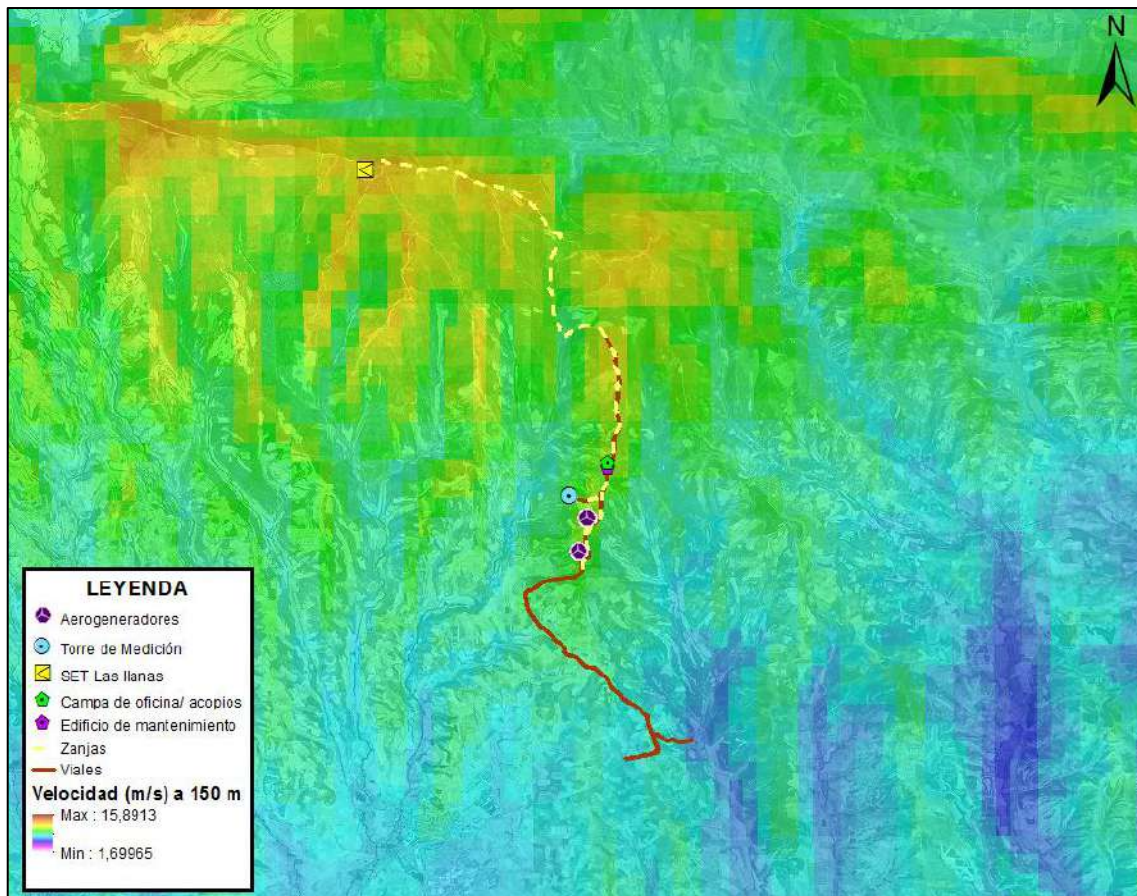 N
LEYENDA
Aerogeneradores
Torre de Medición
SET Las llanas
Campa de oficina/ acopios
Edificio de mantenimiento
Zanjas
Viales
Velocidad (m/s) a 150 m
Max : 15,8913
Min : 1,69965